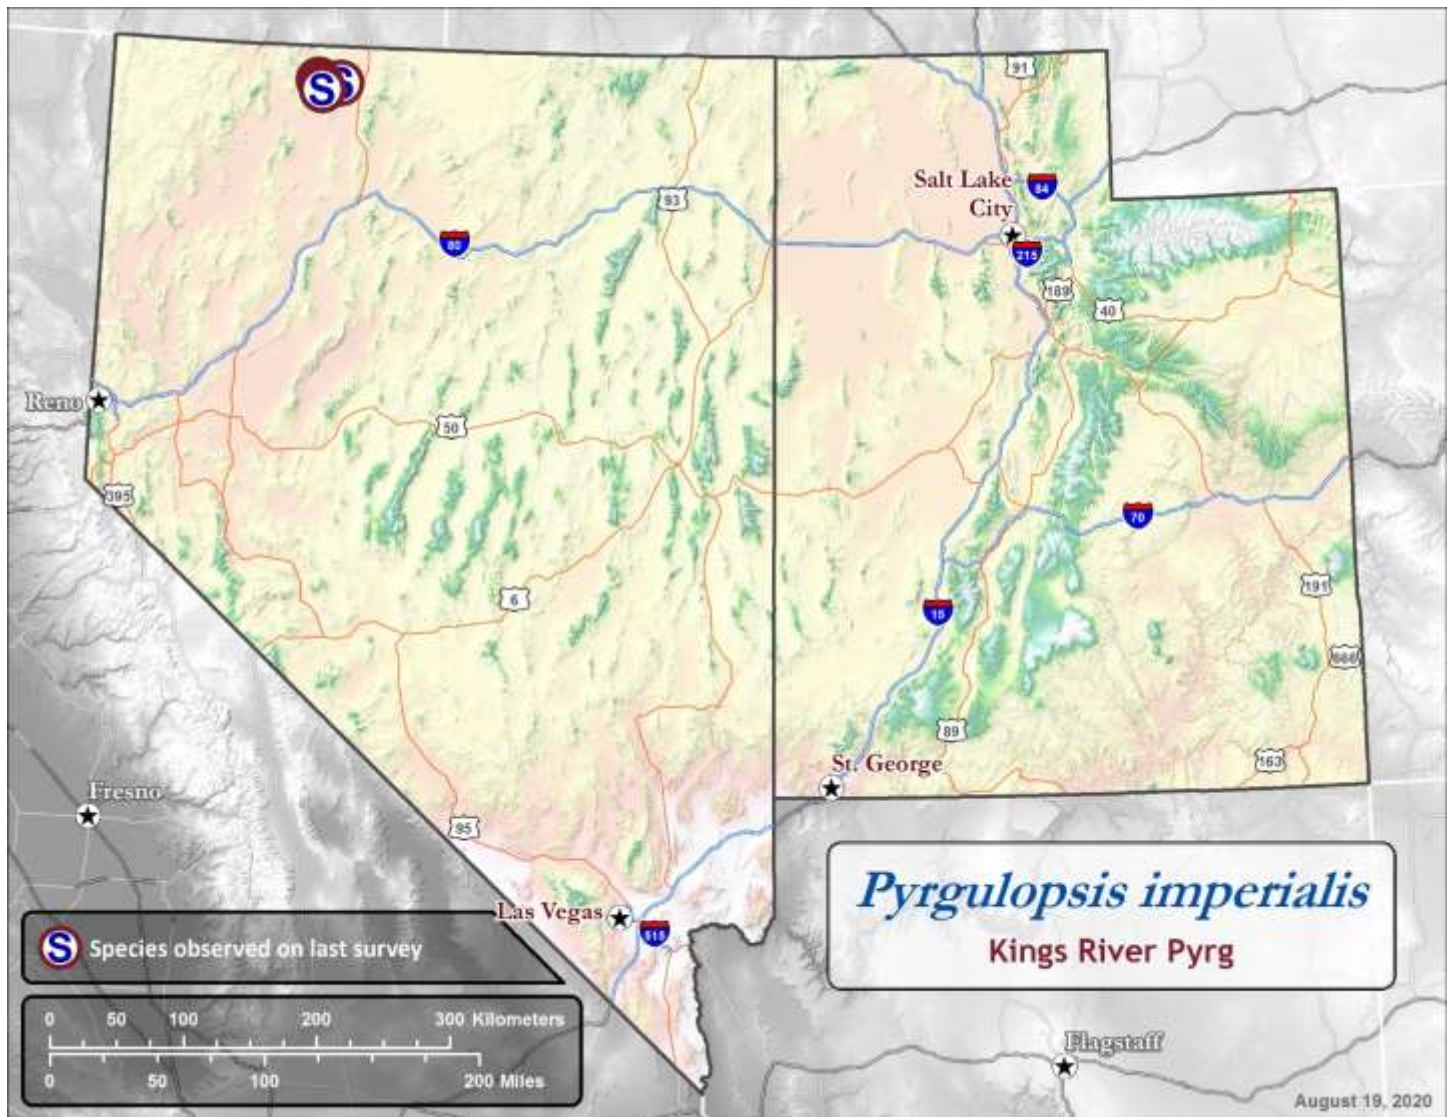 S
S
91
Salt Lake
City
84
93
80
215
189
40
Reno
50
395
70
6
191
15
666
89
163
St. George
Fresno
95
Las Vegas
515
Pyrgulopsis imperialis
Kings River Pyrg
S Species observed on last survey
0 50 100 200 300 Kilometers
0 50 100 200 Miles
Flagstaff
August 19, 2020